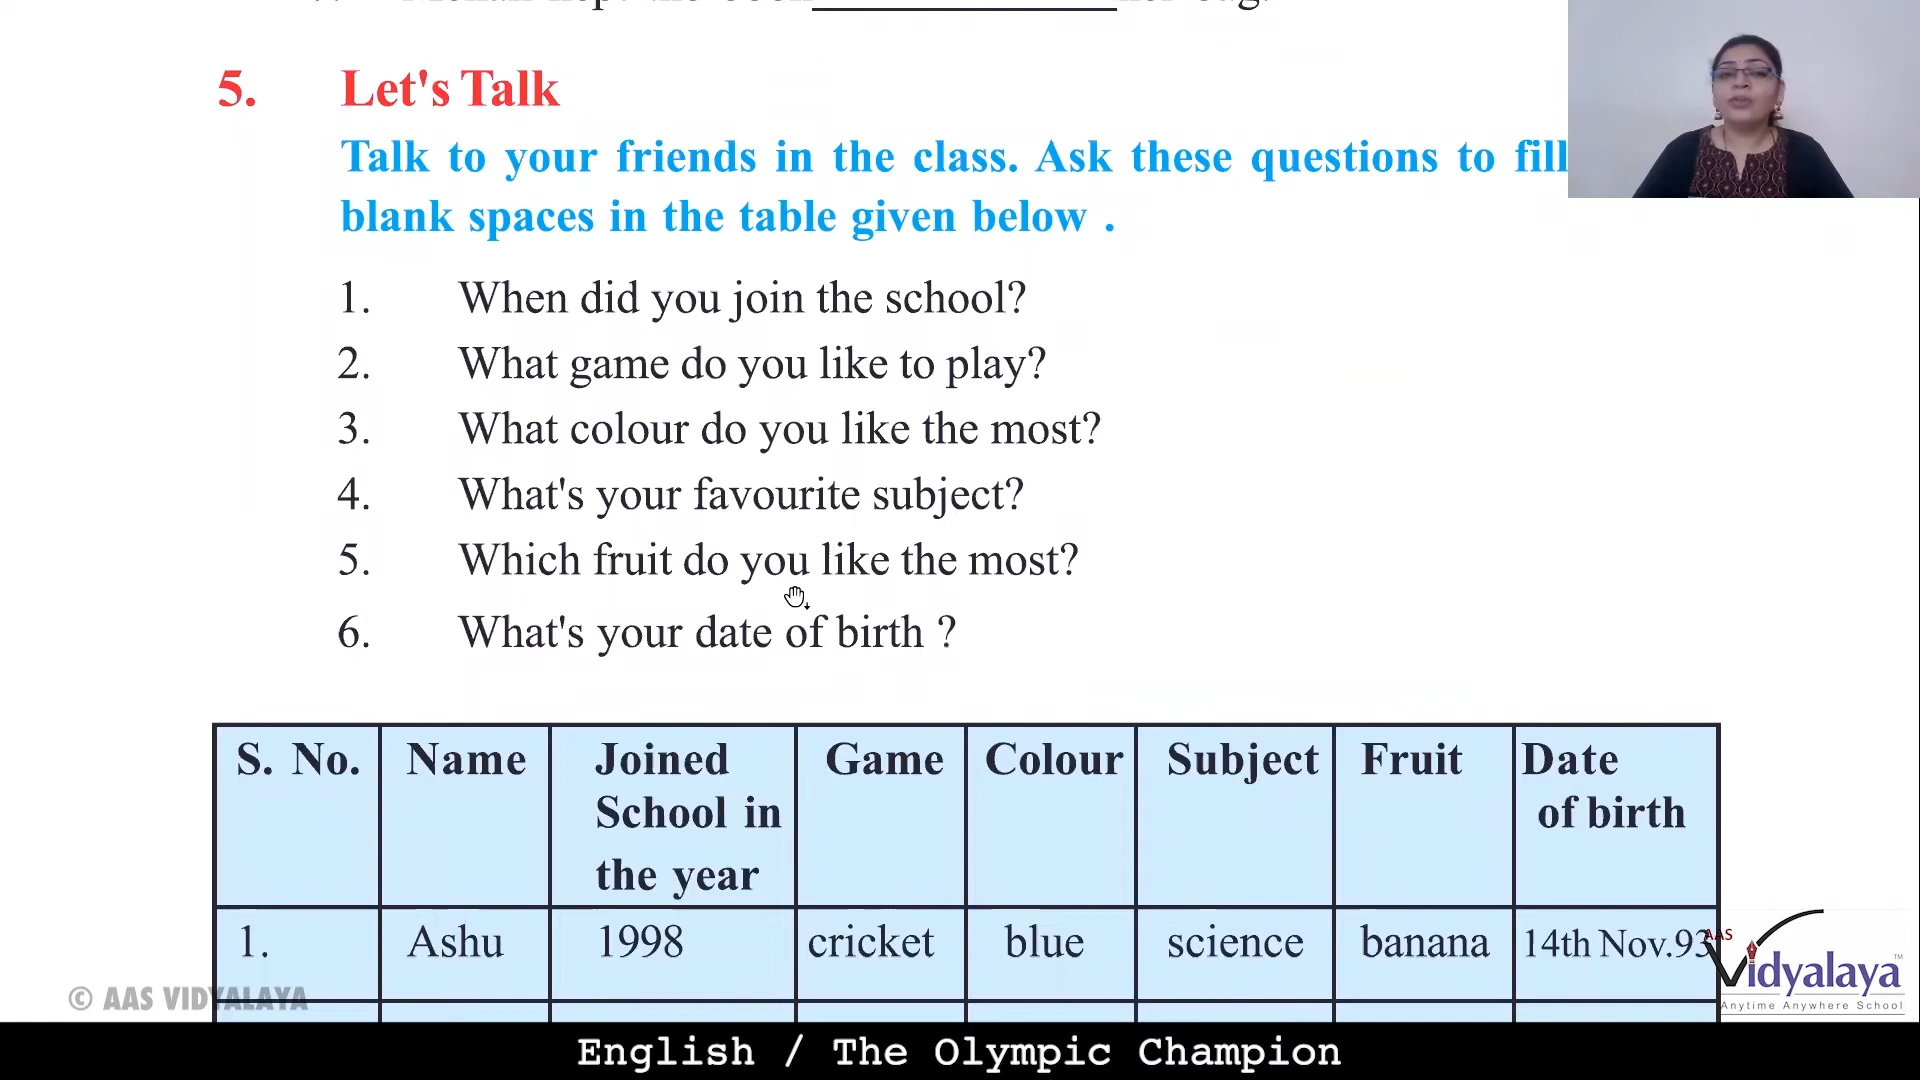 5. Let's Talk
Talk to your friends in the class. Ask these questions to fill
blank spaces in the table given below .
1. When did you join the school?
2. What game do you like to play?
3. What colour do you like the most?
4. What's your favourite subject?
5. Which fruit do you like the most?
6. What's your date of birth ?
S. No. Name Joined School in the year Game Colour Subject Fruit Date of birth
1. Ashu 1998 cricket blue science banana 14th Nov.93
© AAS VIDYALAYA
AAS Vidyalaya TM
Anytime Anywhere School
English / The Olympic Champion